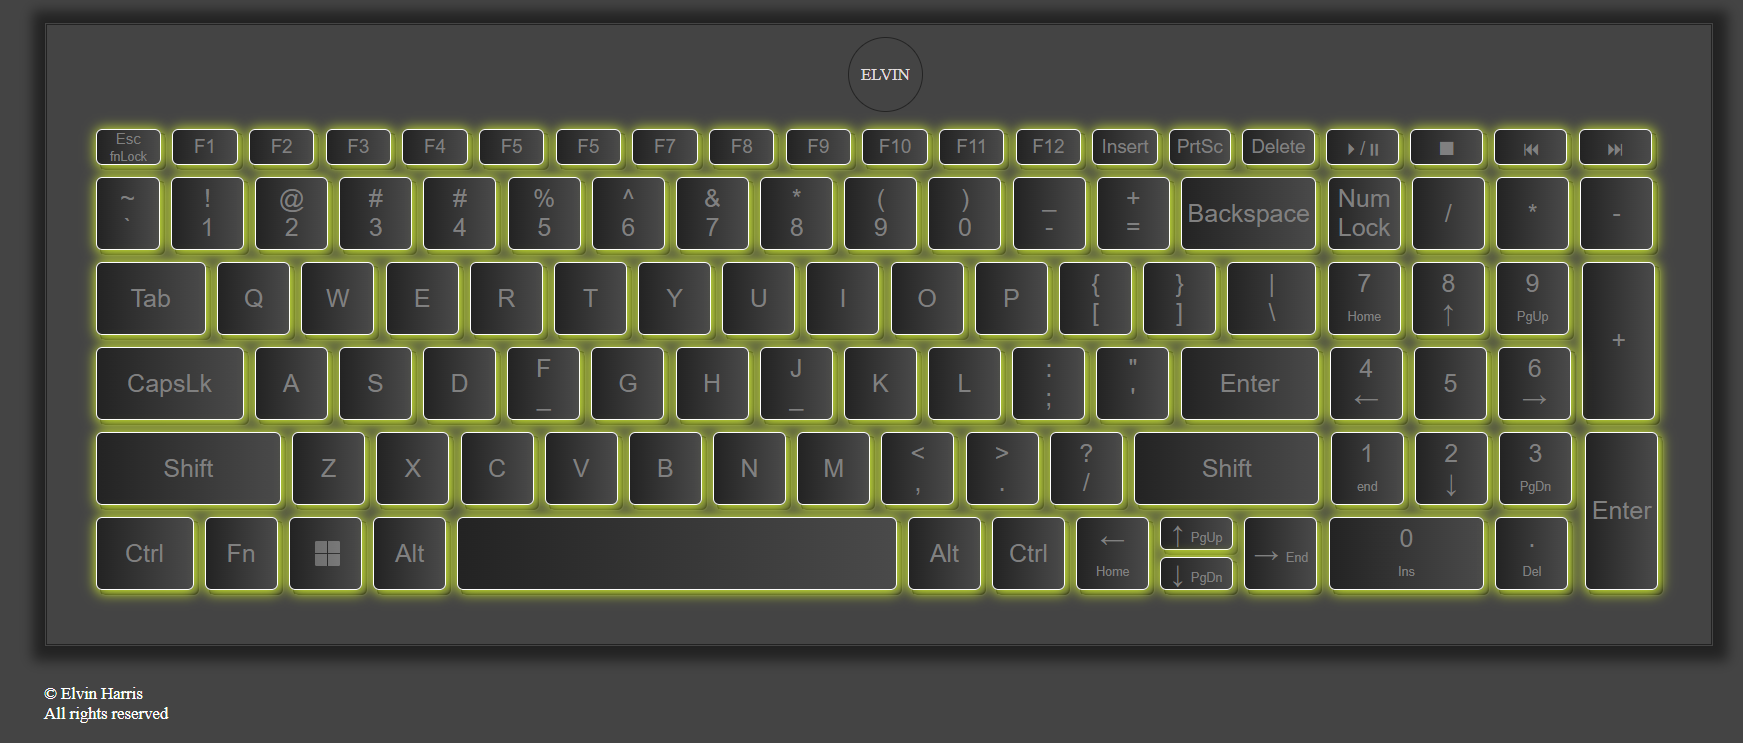 ELVIN
Esc F1 F2 F3 F4 F5 F5 F7 F8 F9 F10 F11 F12 Insert PrtSc Delete ⏵/⏸ ⏹ ⏮ ⏭
fnLock
~ ! @ # # % ^ & * ( ) _ + Backspace Num / * -
` 1 2 3 4 5 6 7 8 9 0 - = Lock
Tab Q W E R T Y U I O P { } | 7 8 9 +
[ ] \ Home ↑ PgUp
CapsLk A S D F G H J K L : " Enter 4 5 6
_ _ ; ' ← →
Shift Z X C V B N M < > ? Shift 1 2 3 Enter
, . / end ↓ PgDn
Ctrl Fn Alt Alt Ctrl ← ↑ PgUp → End 0 .
Home ↓ PgDn Ins Del
© Elvin Harris
All rights reserved